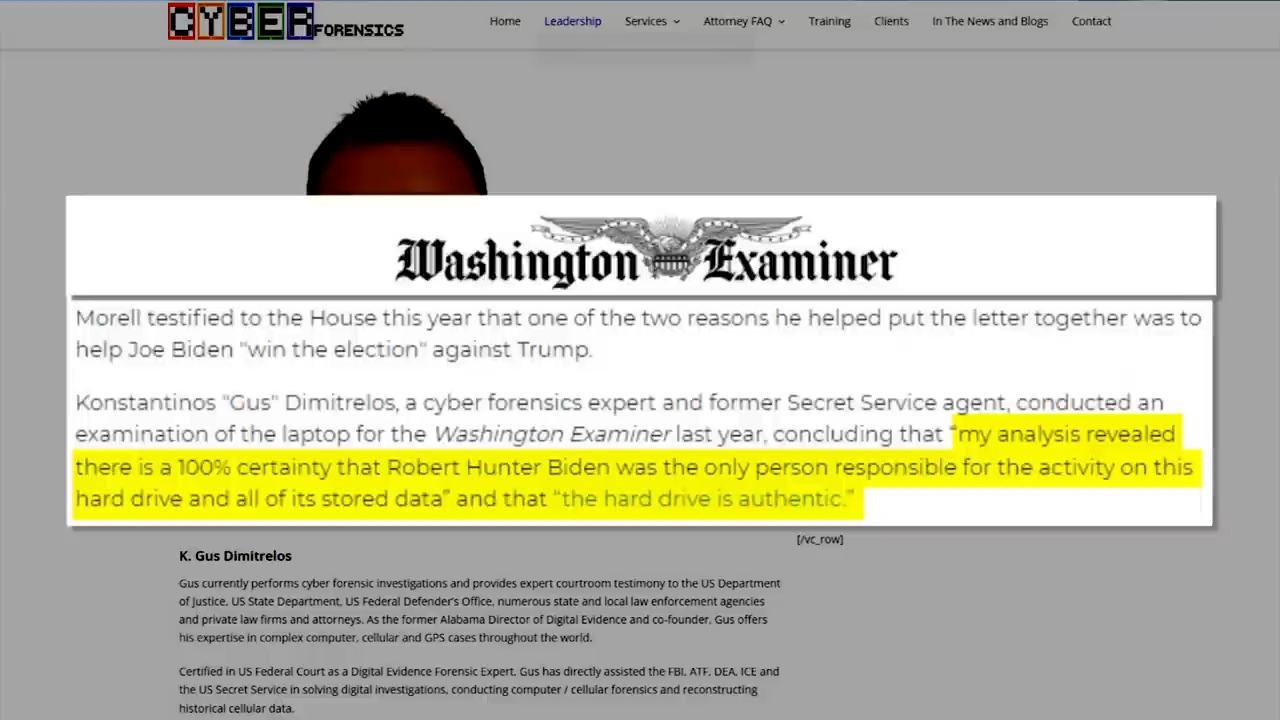 CYBER FORENSICS
Home Leadership Services Attorney FAQ Training Clients In The News and Blogs Contact
Washington Examiner
Morell testified to the House this year that one of the two reasons he helped put the letter together was to
help Joe Biden "win the election" against Trump.
Konstantinos "Gus" Dimitrelos, a cyber forensics expert and former Secret Service agent, conducted an
examination of the laptop for the Washington Examiner last year, concluding that “my analysis revealed
there is a 100% certainty that Robert Hunter Biden was the only person responsible for the activity on this
hard drive and all of its stored data” and that “the hard drive is authentic.”
[/vc_row]
K. Gus Dimitrelos
Gus currently performs cyber forensic investigations and provides expert courtroom testimony to the US Department
of Justice, US State Department, US Federal Defender's Office, numerous state and local law enforcement agencies
and private law firms and attorneys. As the former Alabama Director of Digital Evidence and co-founder, Gus offers
his expertise in complex computer, cellular and GPS cases throughout the world.
Certified in US Federal Court as a Digital Evidence Forensic Expert, Gus has directly assisted the FBI, ATF, DEA, ICE and
the US Secret Service in solving digital investigations, conducting computer / cellular forensics and reconstructing
historical cellular data.